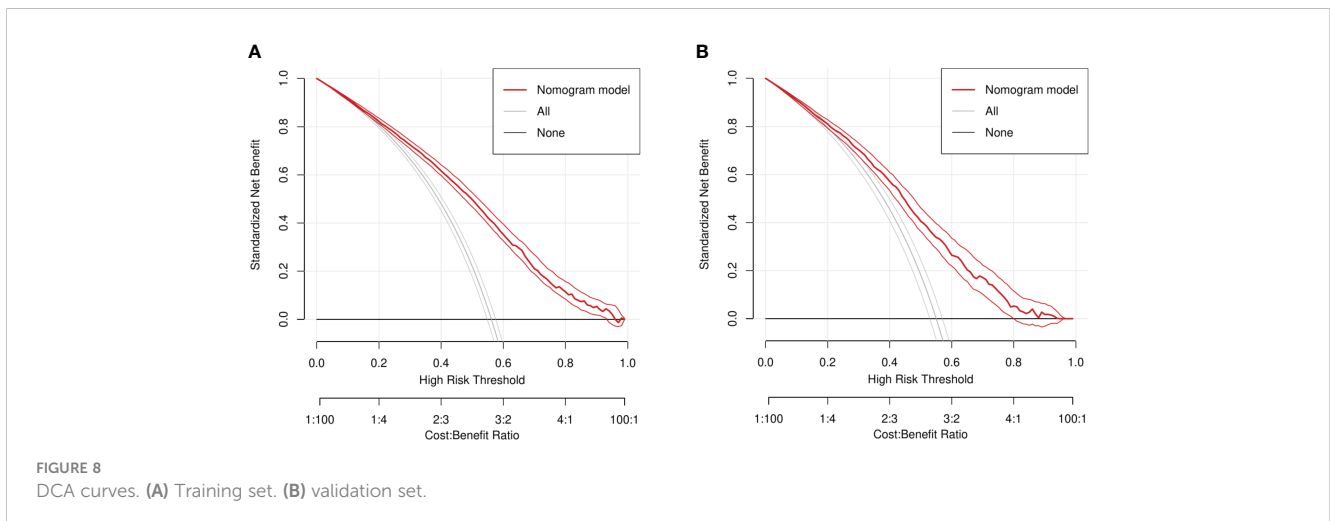 A
Standardized Net Benefit
1.0
0.8
0.6
0.4
0.2
0.0
Nomogram model
All
None
0.0 0.2 0.4 0.6 0.8 1.0
High Risk Threshold
1:100 1:4 2:3 3:2 4:1 100:1
Cost:Benefit Ratio
B
Standardized Net Benefit
1.0
0.8
0.6
0.4
0.2
0.0
Nomogram model
All
None
0.0 0.2 0.4 0.6 0.8 1.0
High Risk Threshold
1:100 1:4 2:3 3:2 4:1 100:1
Cost:Benefit Ratio
FIGURE 8
DCA curves. (A) Training set. (B) validation set.